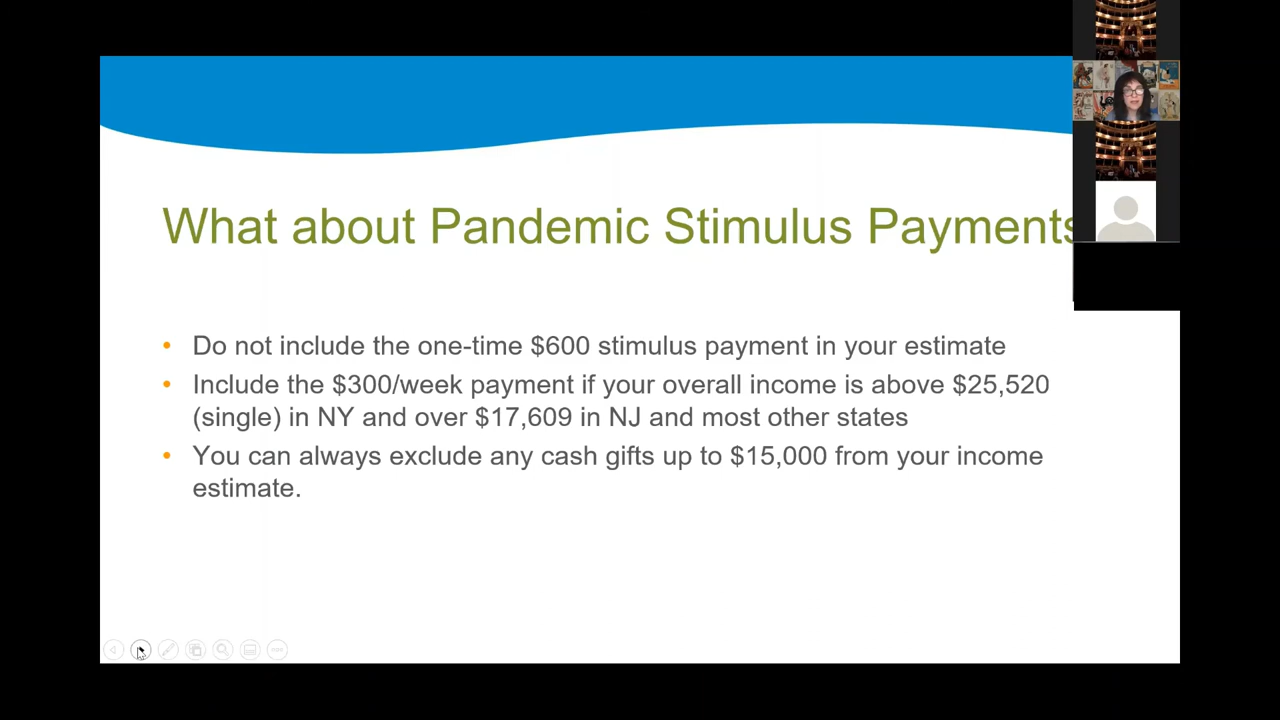 What about Pandemic Stimulus Payments
Do not include the one-time $600 stimulus payment in your estimate
Include the $300/week payment if your overall income is above $25,520
(single) in NY and over $17,609 in NJ and most other states
You can always exclude any cash gifts up to $15,000 from your income
estimate.